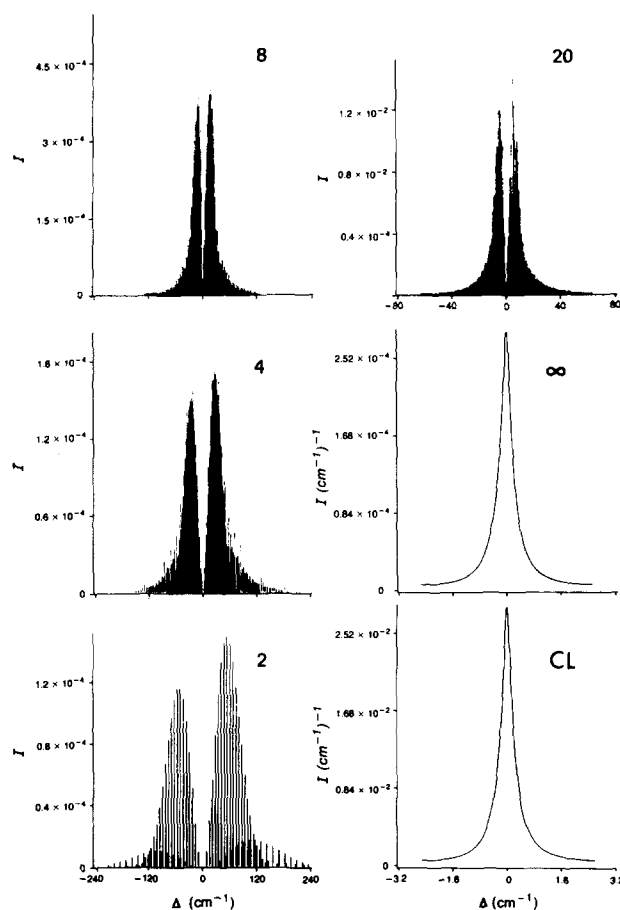 8
4.5 × 10⁻⁴
3 × 10⁻⁴
1.5 × 10⁻⁴
0
I
20
1.2 × 10⁻²
0.8 × 10⁻²
0.4 × 10⁻²
0
I
-80 -40 0 40 80
4
1.6 × 10⁻⁴
1.2 × 10⁻⁴
0.6 × 10⁻⁴
0
I
∞
2.52 × 10⁻⁴
1.68 × 10⁻⁴
0.84 × 10⁻⁴
0
I (cm⁻¹)⁻¹
2
1.2 × 10⁻⁴
0.8 × 10⁻⁴
0.4 × 10⁻⁴
0
I
-240 -120 0 120 240
Δ (cm⁻¹)
CL
2.52 × 10⁻²
1.68 × 10⁻²
0.84 × 10⁻²
0
I (cm⁻¹)⁻¹
-3.2 -1.6 0 1.6 3.2
Δ (cm⁻¹)